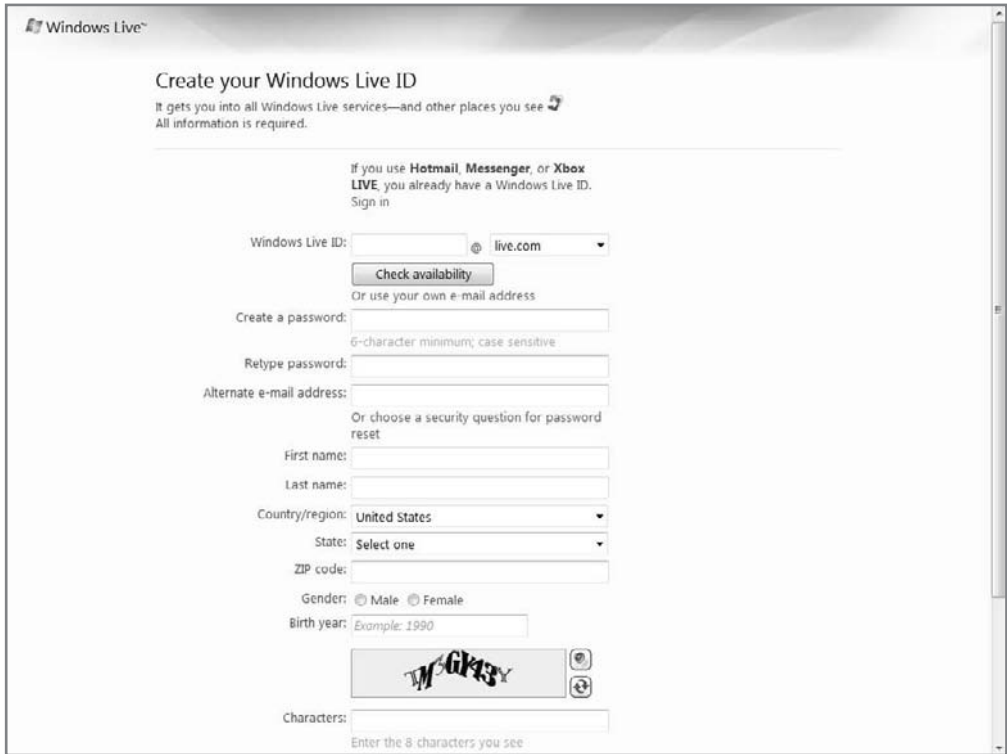 Windows Live™
Create your Windows Live ID
It gets you into all Windows Live services—and other places you see
All information is required.
If you use Hotmail, Messenger, or Xbox
LIVE, you already have a Windows Live ID.
Sign in
Windows Live ID: @ live.com
Check availability
Or use your own e-mail address
Create a password:
6-character minimum; case sensitive
Retype password:
Alternate e-mail address:
Or choose a security question for password
reset
First name:
Last name:
Country/region: United States
State: Select one
ZIP code:
Gender: Male Female
Birth year: Example: 1990
Characters:
Enter the 8 characters you see